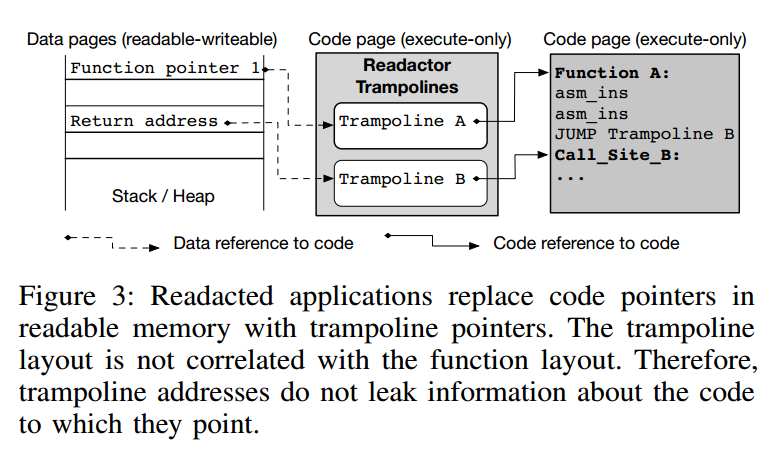 Data pages (readable-writeable)
Code page (execute-only)
Code page (execute-only)
Function pointer 1
Return address
Stack / Heap
Readactor
Trampolines
Trampoline A
Trampoline B
Function A:
asm_ins
asm_ins
JUMP Trampoline B
Call_Site_B:
...
Data reference to code
Code reference to code
Figure 3: Readacted applications replace code pointers in
readable memory with trampoline pointers. The trampoline
layout is not correlated with the function layout. Therefore,
trampoline addresses do not leak information about the code
to which they point.